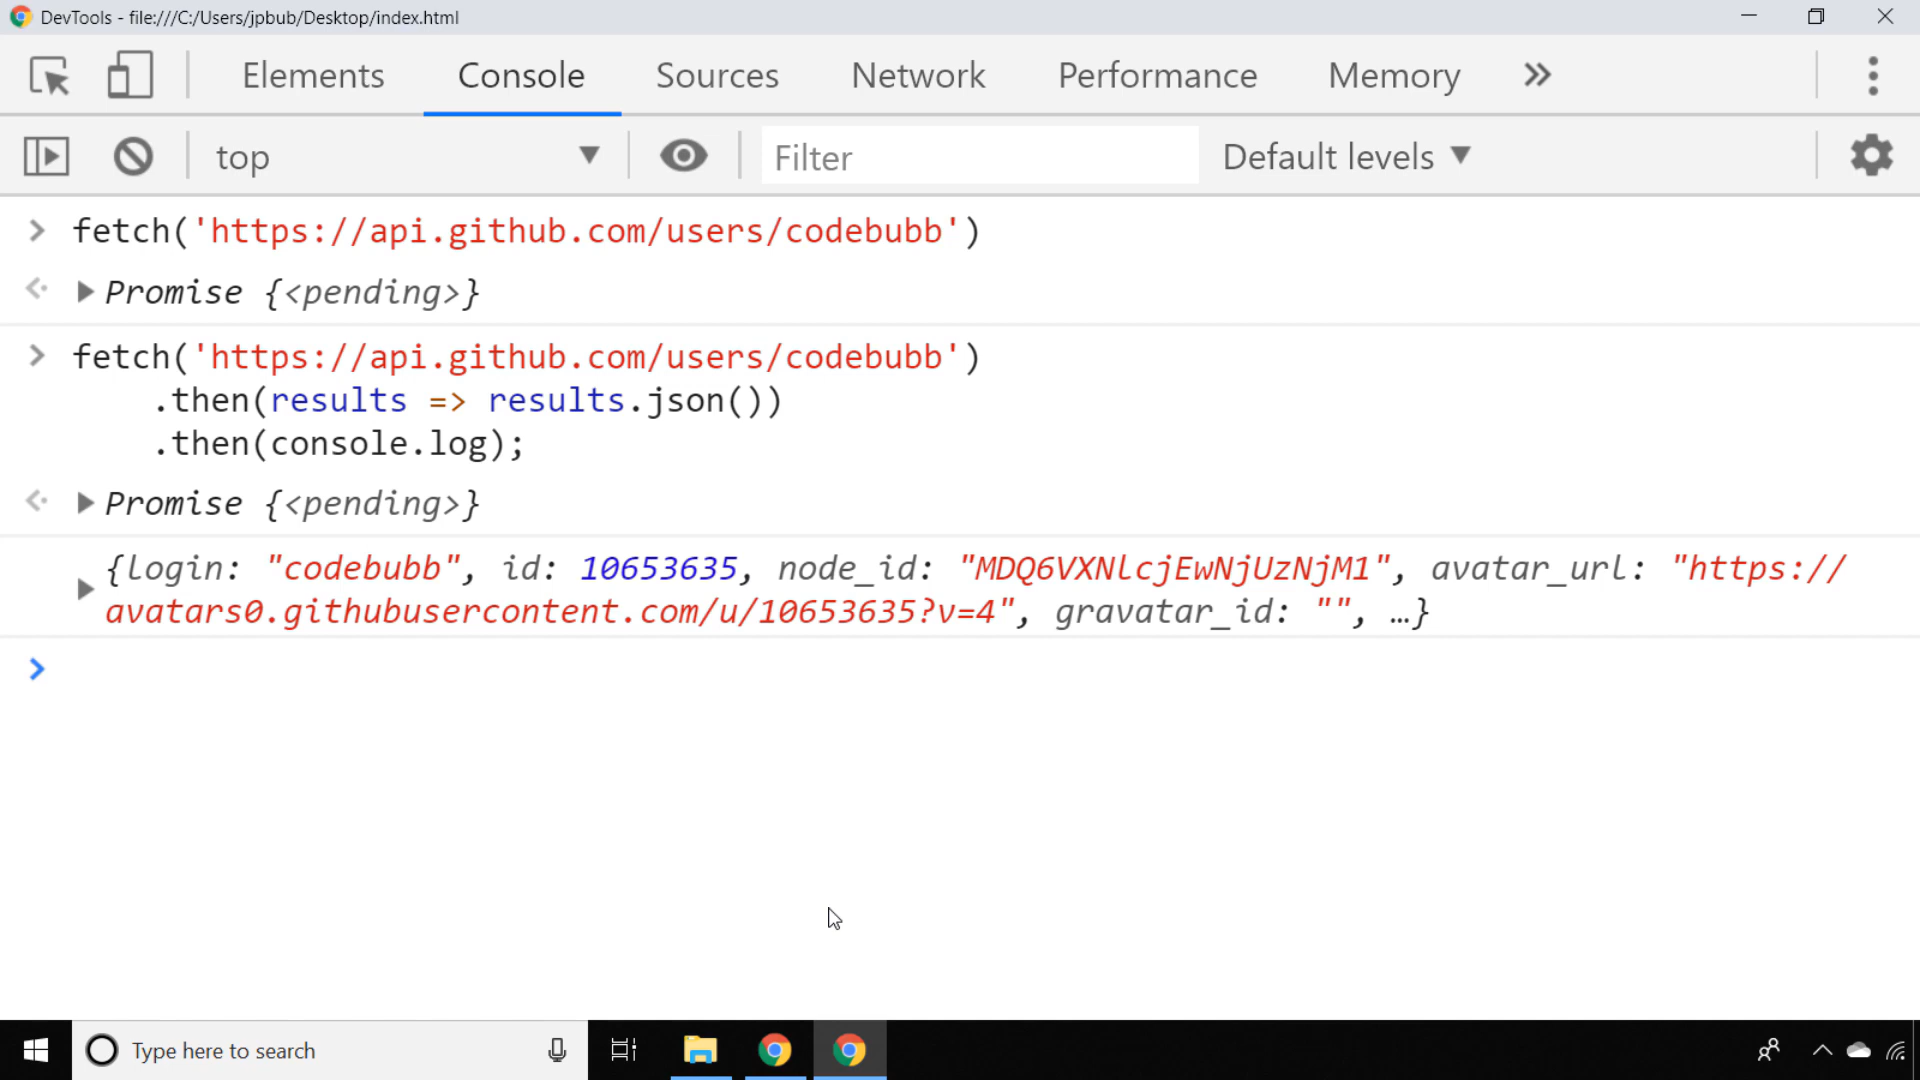 DevTools - file:///C:/Users/jpbub/Desktop/index.html
Elements Console Sources Network Performance Memory »
top Filter Default levels
> fetch('https://api.github.com/users/codebubb')
Promise {<pending>}
> fetch('https://api.github.com/users/codebubb')
.then(results => results.json())
.then(console.log);
Promise {<pending>}
{login: "codebubb", id: 10653635, node_id: "MDQ6VXNlcjEwNjUzNjM1", avatar_url: "https://
avatars0.githubusercontent.com/u/10653635?v=4", gravatar_id: "", …}
>
Type here to search